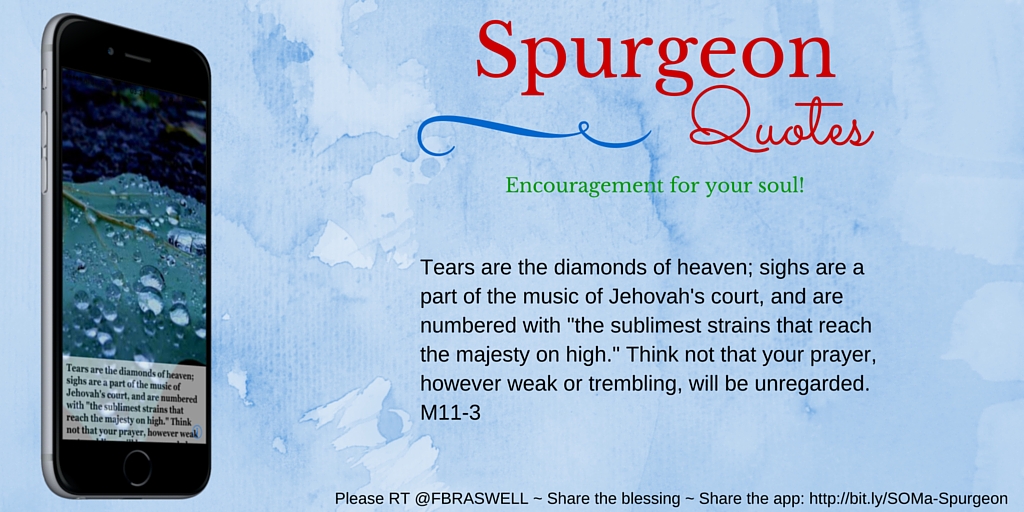 Spurgeon
Quotes
Encouragement for your soul!
Tears are the diamonds of heaven; sighs are a
part of the music of Jehovah's court, and are
numbered with "the sublimest strains that reach
the majesty on high." Think not that your prayer,
however weak or trembling, will be unregarded.
M11-3
Tears are the diamonds of heaven;
sighs are a part of the music of
Jehovah's court, and are numbered
with "the sublimest strains that
reach the majesty on high." Think
not that your prayer, however weak
Please RT @FBRASWELL ~ Share the blessing ~ Share the app: http://bit.ly/SOMa-Spurgeon